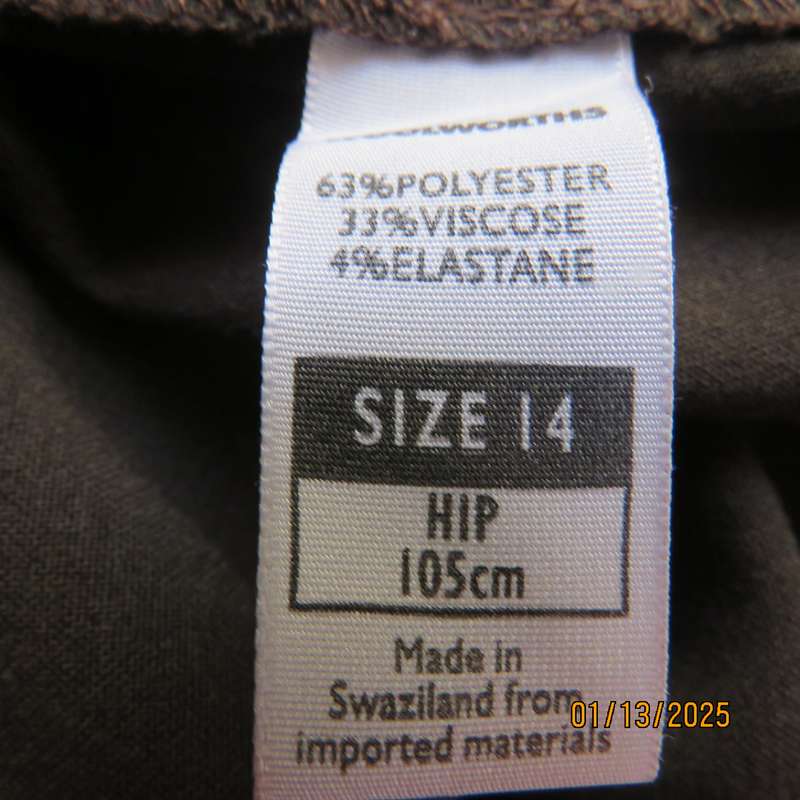 WOOLWORTHS
63%POLYESTER
33%VISCOSE
4%ELASTANE
SIZE 14
HIP
105cm
Made in
Swaziland from
imported materials
01/13/2025